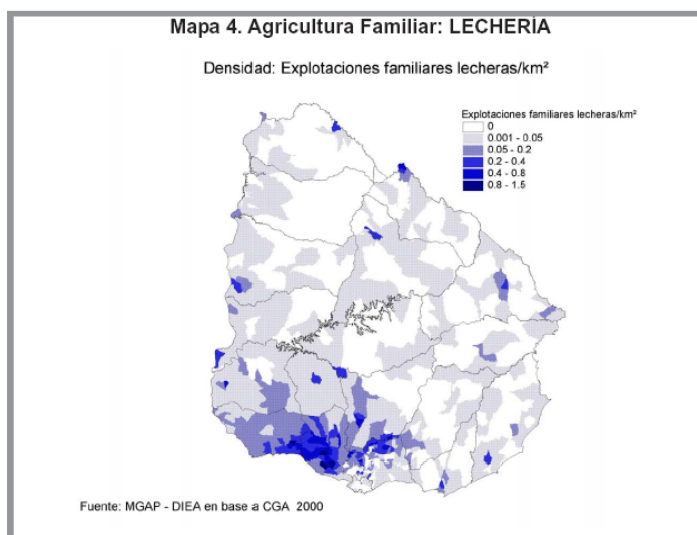 Mapa 4. Agricultura Familiar: LECHERÍA
Densidad: Explotaciones familiares lecheras/km²
Explotaciones familiares lecheras/km²
0
0.001 - 0.05
0.05 - 0.2
0.2 - 0.4
0.4 - 0.8
0.8 - 1.5
Fuente: MGAP - DIEA en base a CGA 2000